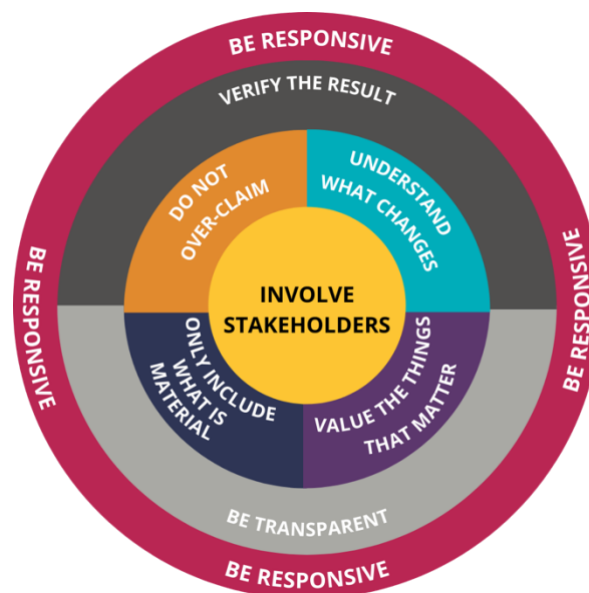 BE RESPONSIVE
VERIFY THE RESULT
DO NOT
OVER-CLAIM
UNDERSTAND
WHAT CHANGES
BE RESPONSIVE
INVOLVE
STAKEHOLDERS
BE RESPONSIVE
ONLY INCLUDE
WHAT IS
MATERIAL
VALUE THE THINGS
THAT MATTER
BE TRANSPARENT
BE RESPONSIVE